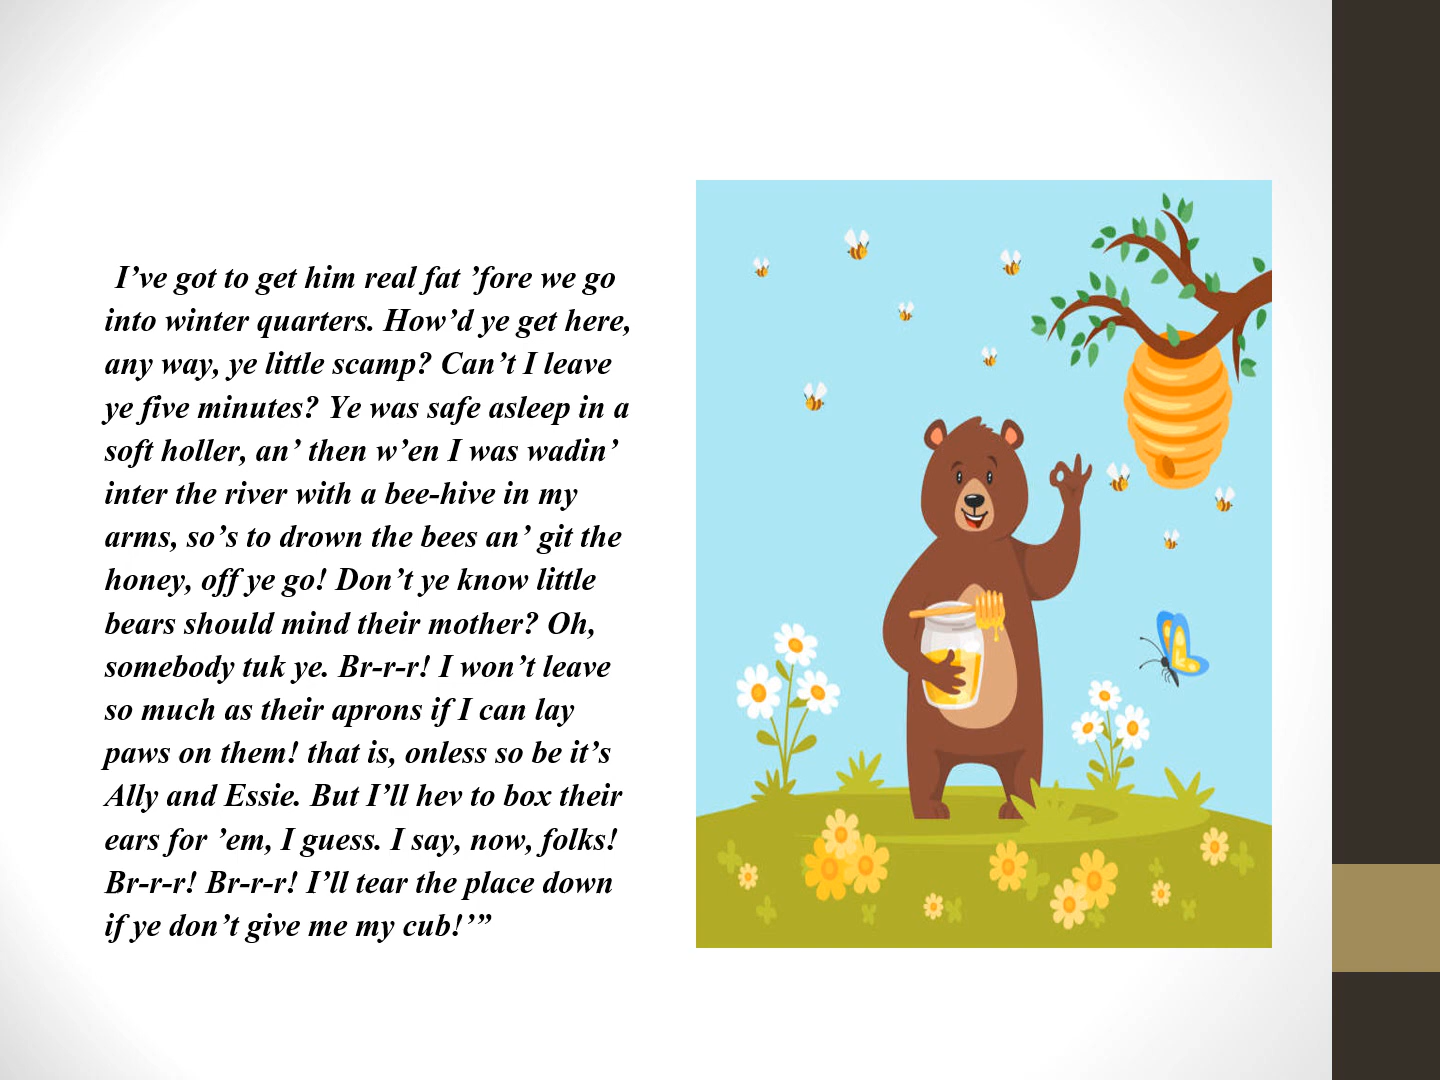 I’ve got to get him real fat ’fore we go
into winter quarters. How’d ye get here,
any way, ye little scamp? Can’t I leave
ye five minutes? Ye was safe asleep in a
soft holler, an’ then w’en I was wadin’
inter the river with a bee-hive in my
arms, so’s to drown the bees an’ git the
honey, off ye go! Don’t ye know little
bears should mind their mother? Oh,
somebody tuk ye. Br-r-r! I won’t leave
so much as their aprons if I can lay
paws on them! that is, onless so be it’s
Ally and Essie. But I’ll hev to box their
ears for ’em, I guess. I say, now, folks!
Br-r-r! Br-r-r! I’ll tear the place down
if ye don’t give me my cub!’”